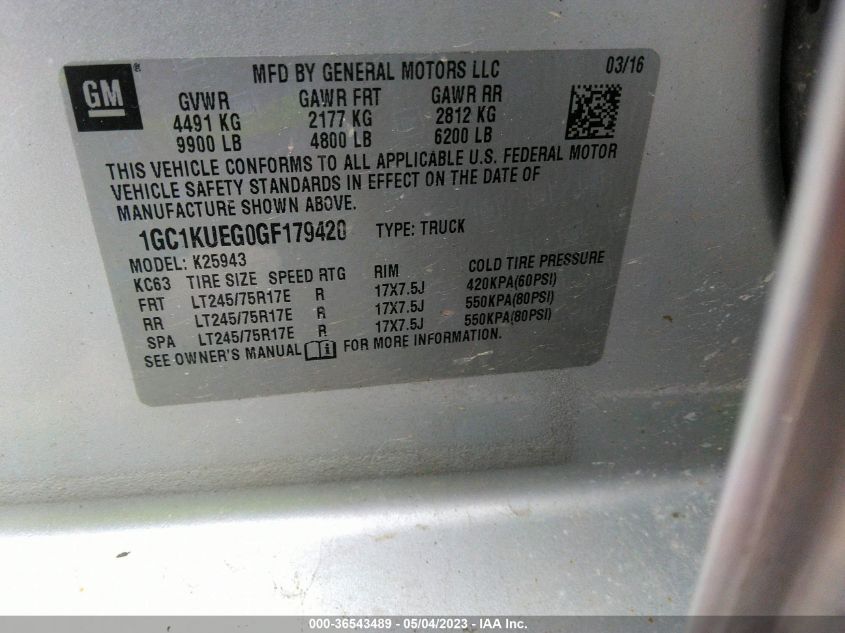 GM
MFD BY GENERAL MOTORS LLC 03/16
GVWR GAWR FRT GAWR RR
4491 KG 2177 KG 2812 KG
9900 LB 4800 LB 6200 LB
THIS VEHICLE CONFORMS TO ALL APPLICABLE U.S. FEDERAL MOTOR
VEHICLE SAFETY STANDARDS IN EFFECT ON THE DATE OF
MANUFACTURE SHOWN ABOVE.
1GC1KUEG0GF179420 TYPE: TRUCK
MODEL: K25943
KC63 TIRE SIZE SPEED RTG RIM COLD TIRE PRESSURE
FRT LT245/75R17E R 17X7.5J 420KPA(60PSI)
RR LT245/75R17E R 17X7.5J 550KPA(80PSI)
SPA LT245/75R17E R 17X7.5J 550KPA(80PSI)
SEE OWNER'S MANUAL FOR MORE INFORMATION.
000-36543489 - 05/04/2023 - IAA Inc.